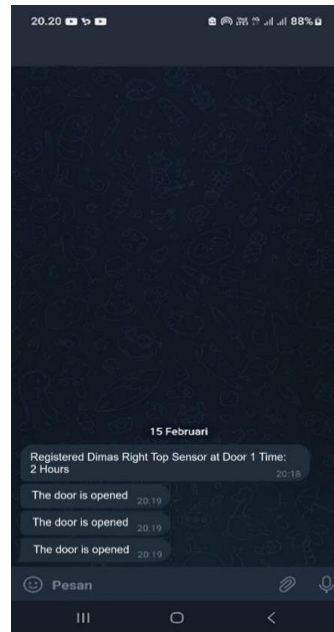 20.20
88%
15 Februari
Registered Dimas Right Top Sensor at Door 1 Time:
2 Hours
20:18
The door is opened 20:19
The door is opened 20:19
The door is opened 20:19
Pesan